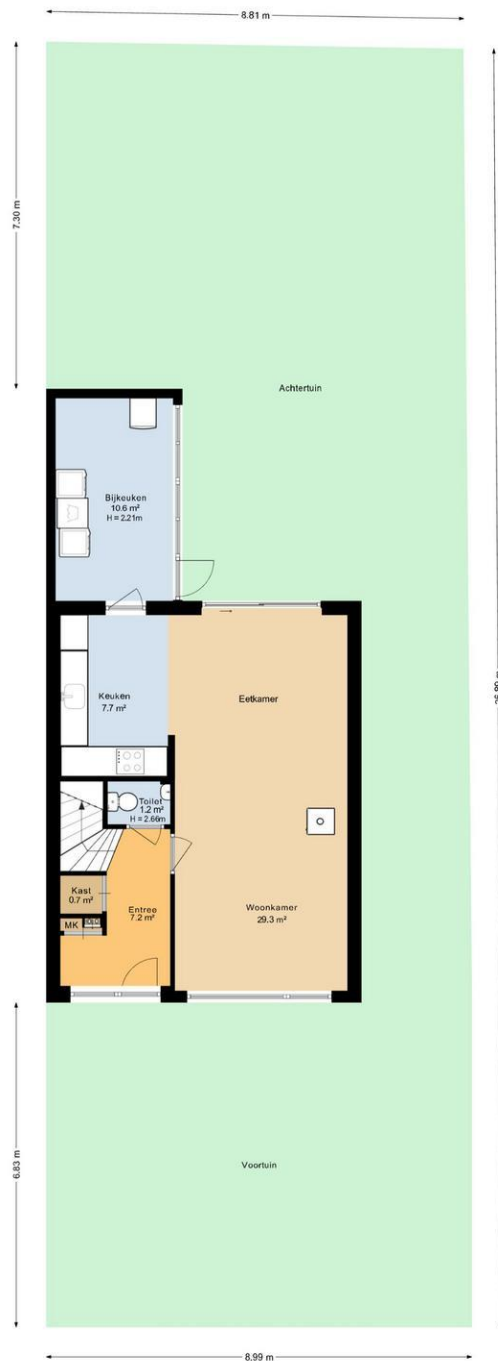 8.81 m
7.30 m
Achtertuin
Bijkeuken
10.6 m²
H = 2.21m
26.89 m
Keuken
7.7 m²
Eetkamer
Toilet
1.2 m²
H = 2.66m
Kast
0.7 m²
Entree
7.2 m²
Woonkamer
29.3 m²
MK
6.83 m
Voortuin
8.99 m